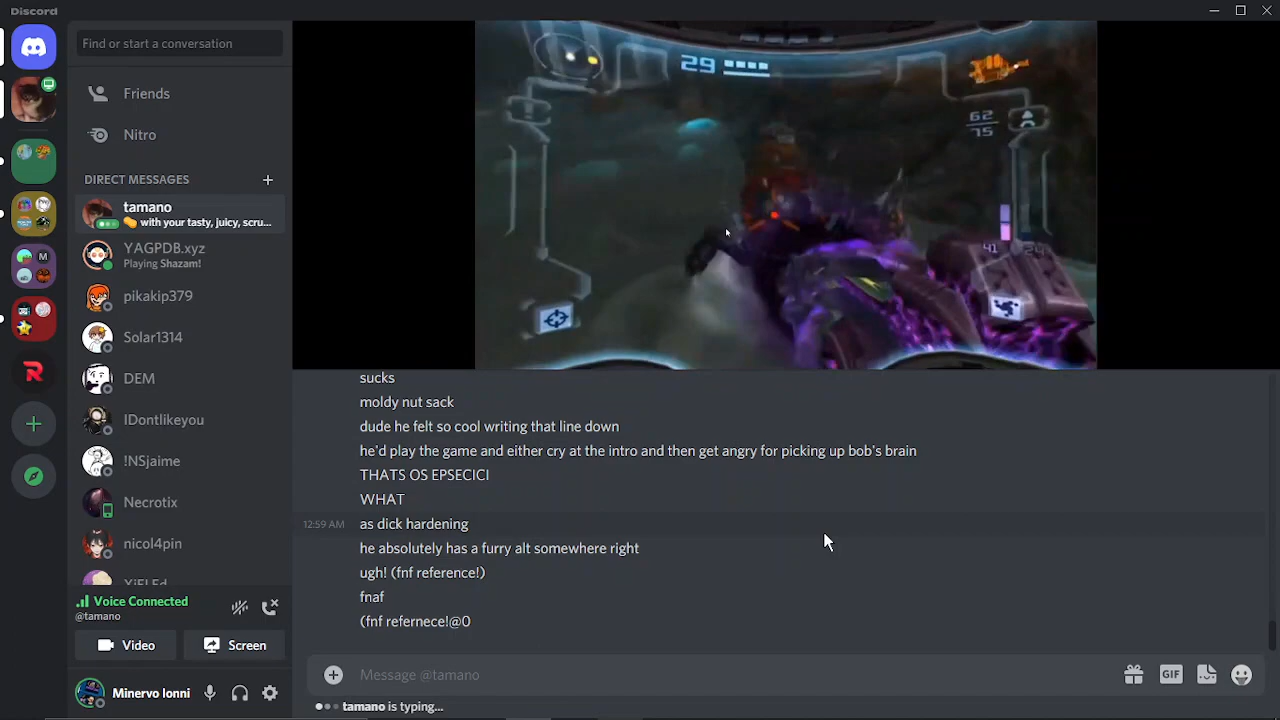 Discord
Find or start a conversation
Friends
Nitro
DIRECT MESSAGES
tamano
with your tasty, juicy, scru...
YAGPDB.xyz
Playing Shazam!
pikakip379
Solar1314
DEM
IDontlikeyou
!NSjaime
Necrotix
nicol4pin
Voice Connected
@tamano
Video
Screen
Minervo Ionni
29
62
75
41
sucks
moldy nut sack
dude he felt so cool writing that line down
he'd play the game and either cry at the intro and then get angry for picking up bob's brain
THATS OS EPSECICI
WHAT
12:59 AM
as dick hardening
he absolutely has a furry alt somewhere right
ugh! (fnf reference!)
fnaf
(fnf refernece!@0
Message @tamano
GIF
tamano is typing...